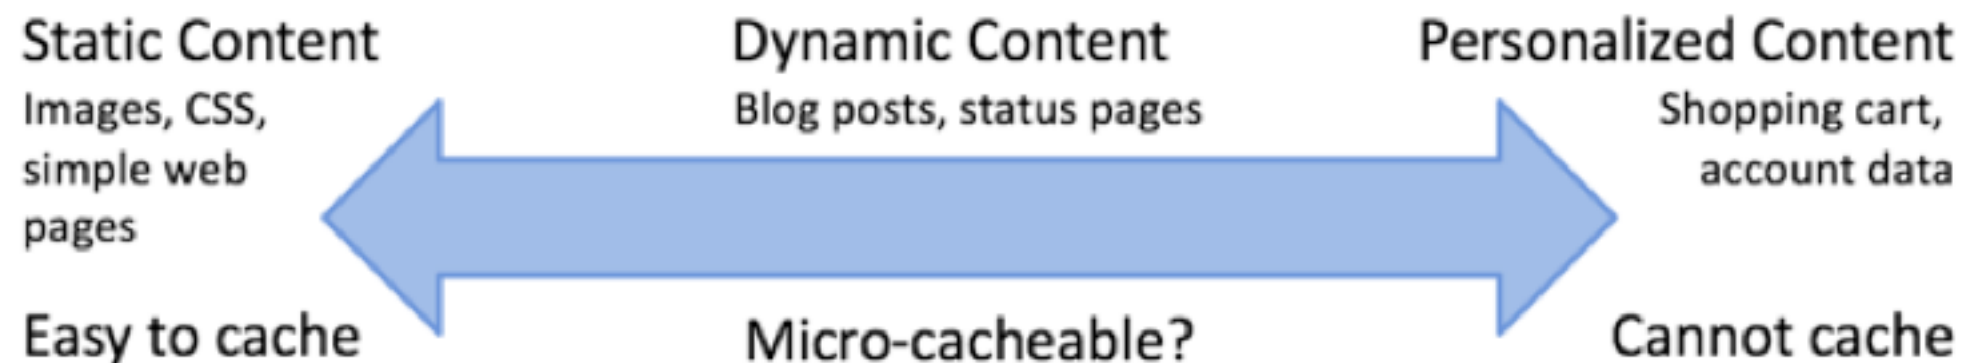 Static Content
Images, CSS,
simple web
pages
Easy to cache
Dynamic Content
Blog posts, status pages
Micro-cacheable?
Personalized Content
Shopping cart,
account data
Cannot cache